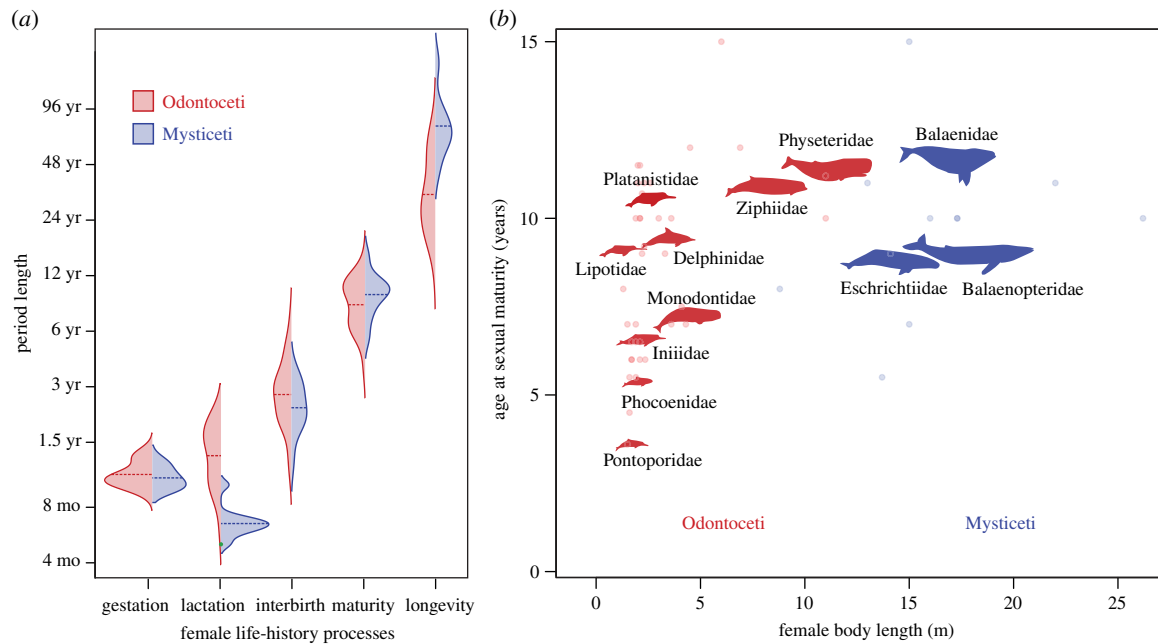 (a)
96 yr
48 yr
24 yr
12 yr
6 yr
3 yr
1.5 yr
8 mo
4 mo
period length
Odontoceti
Mysticeti
gestation lactation interbirth maturity longevity
female life-history processes
(b)
15
10
5
0
age at sexual maturity (years)
Physeteridae
Balaenidae
Platanistidae
Ziphiidae
Lipotidae
Delphinidae
Eschrichtiidae
Balaenopteridae
Monodontidae
Iniiidae
Phocoenidae
Pontoporidae
Odontoceti
Mysticeti
0 5 10 15 20 25
female body length (m)